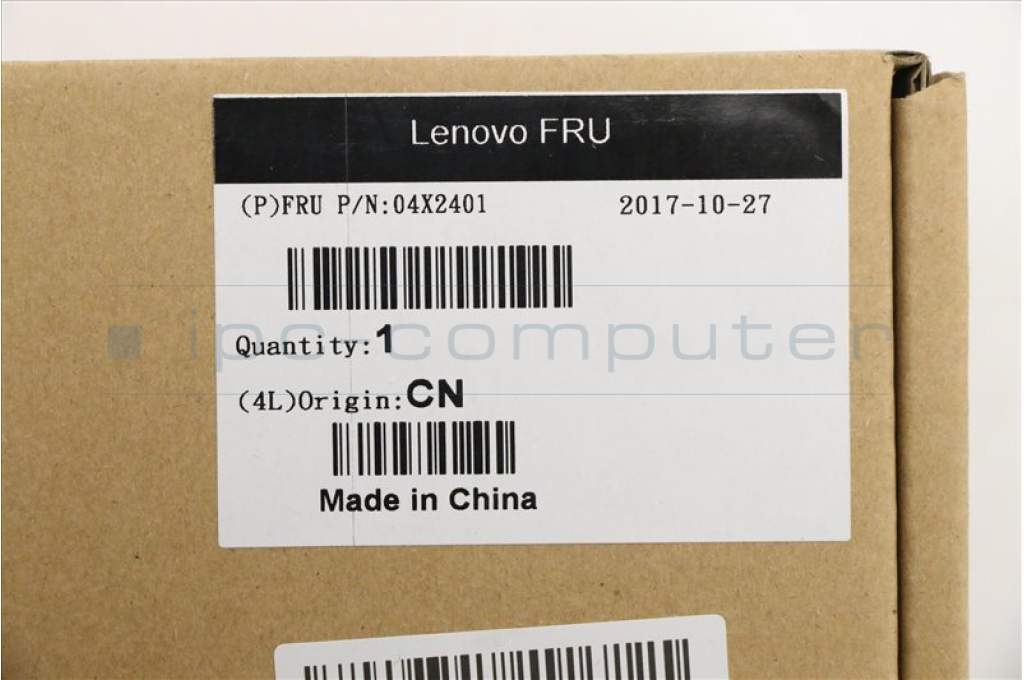 Lenovo FRU
(P)FRU P/N:04X2401 2017-10-27
ipc-computer
Quantity:1
(4L)Origin:CN
Made in China